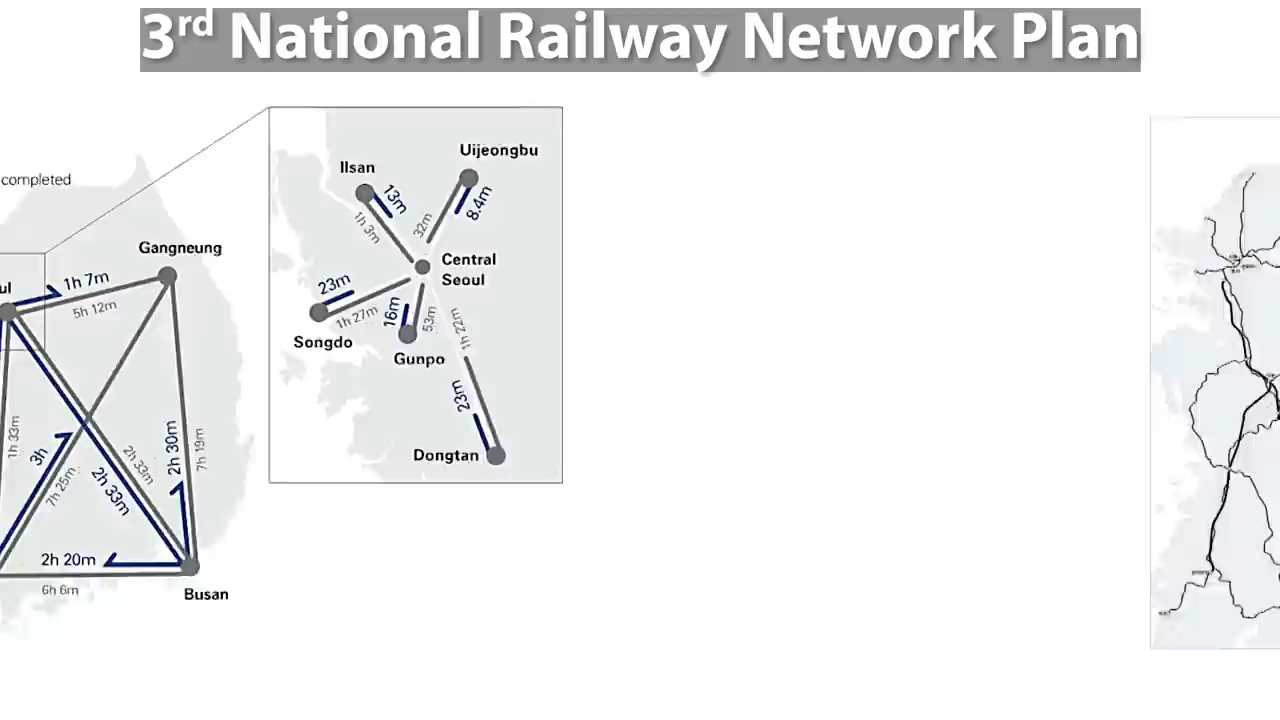 3rd National Railway Network Plan
completed
Gangneung
ul
1h 7m
5h 12m
1h 33m
3h
7h 25m
2h 33m
2h 33m
2h 30m
7h 19m
2h 20m
6h 6m
Busan
Ilsan
Uijeongbu
13m
1h 3m
32m
8.4m
Central
Seoul
23m
1h 27m
Songdo
16m
53m
Gunpo
1h 22m
23m
Dongtan